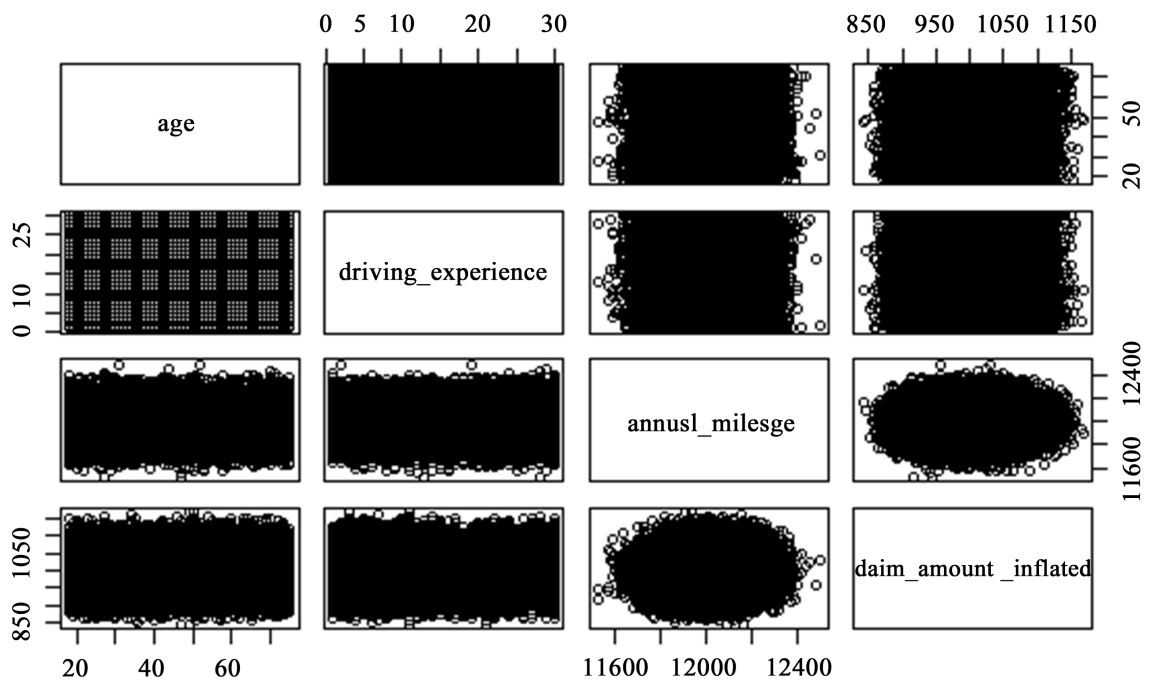 0 5 10 20 30 850 950 1050 1150
age
20 50
0 10 25
driving_experience
annusl_milesge
11600 12400
850 1050
daim_amount _inflated
20 40 60 11600 12000 12400